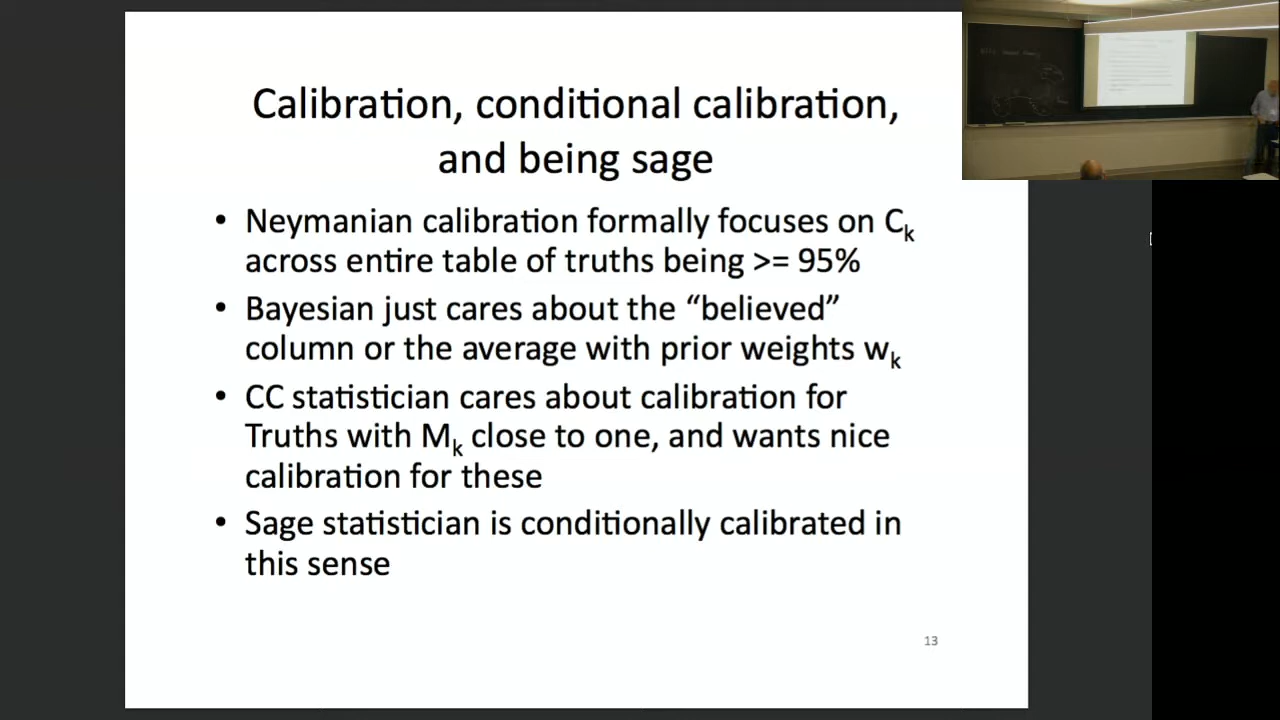 Calibration, conditional calibration,
and being sage
• Neymanian calibration formally focuses on Ck
across entire table of truths being >= 95%
• Bayesian just cares about the “believed”
column or the average with prior weights wk
• CC statistician cares about calibration for
Truths with Mk close to one, and wants nice
calibration for these
• Sage statistician is conditionally calibrated in
this sense
13